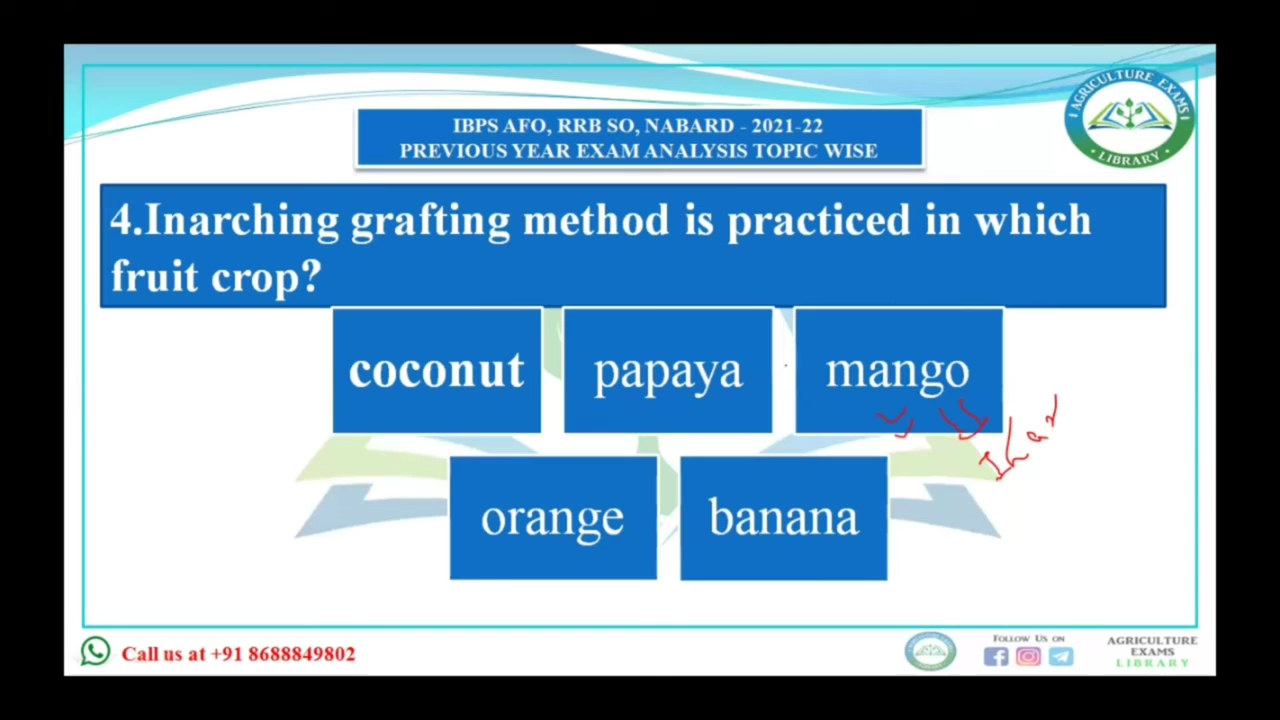 AGRICULTURE EXAMS
LIBRARY
IBPS AFO, RRB SO, NABARD - 2021-22
PREVIOUS YEAR EXAM ANALYSIS TOPIC WISE
4.Inarching grafting method is practiced in which
fruit crop?
coconut
papaya
mango
orange
banana
Call us at +91 8688849802
FOLLOW US ON
AGRICULTURE
EXAMS
LIBRARY